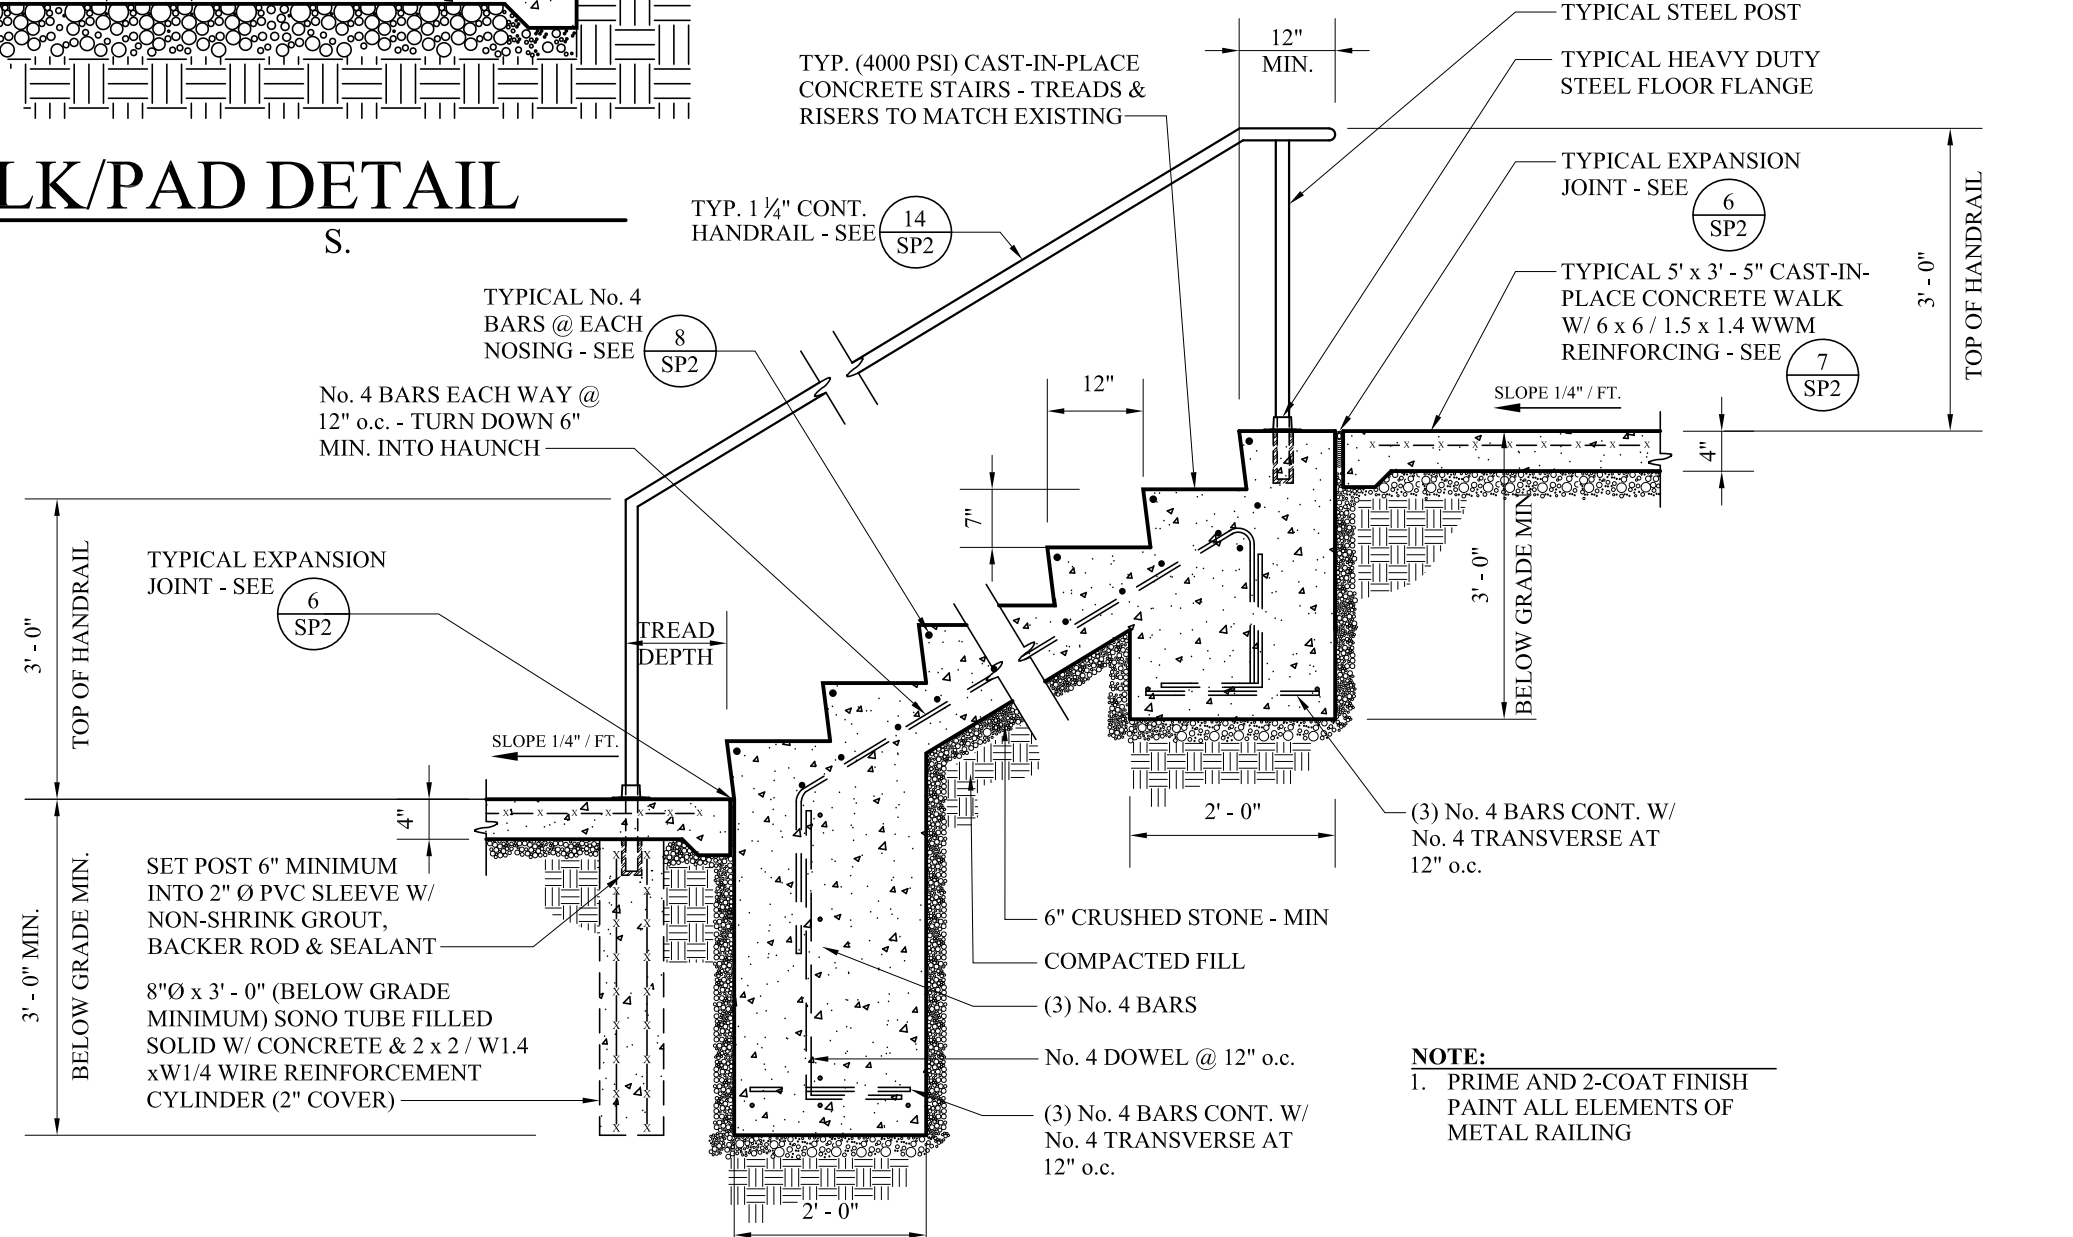 LK/PAD DETAIL
S.
TYP. (4000 PSI) CAST-IN-PLACE
CONCRETE STAIRS - TREADS &
RISERS TO MATCH EXISTING
12"
MIN.
TYPICAL STEEL POST
TYPICAL HEAVY DUTY
STEEL FLOOR FLANGE
TYPICAL EXPANSION
JOINT - SEE
6
SP2
TYPICAL 5' x 3' - 5" CAST-IN-
PLACE CONCRETE WALK
W/ 6 x 6 / 1.5 x 1.4 WWM
REINFORCING - SEE
7
SP2
SLOPE 1/4" / FT.
4"
3' - 0"
TOP OF HANDRAIL
TYP. 1 1/4" CONT.
HANDRAIL - SEE
14
SP2
TYPICAL No. 4
BARS @ EACH
NOSING - SEE
8
SP2
No. 4 BARS EACH WAY @
12" o.c. - TURN DOWN 6"
MIN. INTO HAUNCH
12"
7"
3' - 0"
BELOW GRADE MIN.
TYPICAL EXPANSION
JOINT - SEE
6
SP2
3' - 0"
TOP OF HANDRAIL
TREAD
DEPTH
SLOPE 1/4" / FT.
4"
3' - 0" MIN.
BELOW GRADE MIN.
SET POST 6" MINIMUM
INTO 2" Ø PVC SLEEVE W/
NON-SHRINK GROUT,
BACKER ROD & SEALANT
8"Ø x 3' - 0" (BELOW GRADE
MINIMUM) SONO TUBE FILLED
SOLID W/ CONCRETE & 2 x 2 / W1.4
xW1/4 WIRE REINFORCEMENT
CYLINDER (2" COVER)
2' - 0"
(3) No. 4 BARS CONT. W/
No. 4 TRANSVERSE AT
12" o.c.
6" CRUSHED STONE - MIN
COMPACTED FILL
(3) No. 4 BARS
No. 4 DOWEL @ 12" o.c.
(3) No. 4 BARS CONT. W/
No. 4 TRANSVERSE AT
12" o.c.
2' - 0"
NOTE:
1. PRIME AND 2-COAT FINISH
PAINT ALL ELEMENTS OF
METAL RAILING